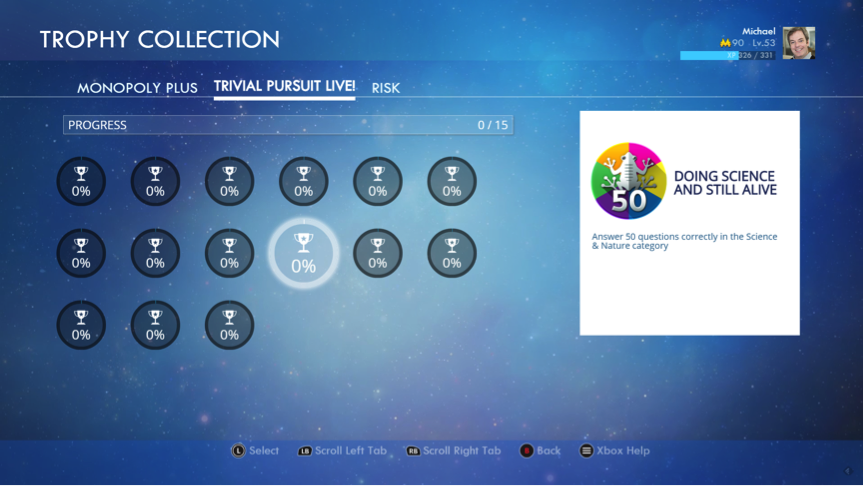 TROPHY COLLECTION
Michael
90 Lv.53
326 / 331
MONOPOLY PLUS TRIVIAL PURSUIT LIVE! RISK
PROGRESS 0 / 15
0% 0% 0% 0% 0% 0%
0% 0% 0% 0% 0% 0%
0% 0% 0%
50
DOING SCIENCE
AND STILL ALIVE
Answer 50 questions correctly in the Science
& Nature category
L Select LB Scroll Left Tab RB Scroll Right Tab B Back Xbox Help